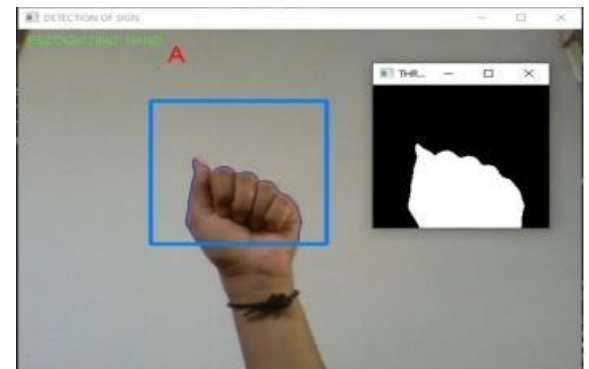 DETECTION OF SIGN
RECOGNIZING HAND
A
THR...